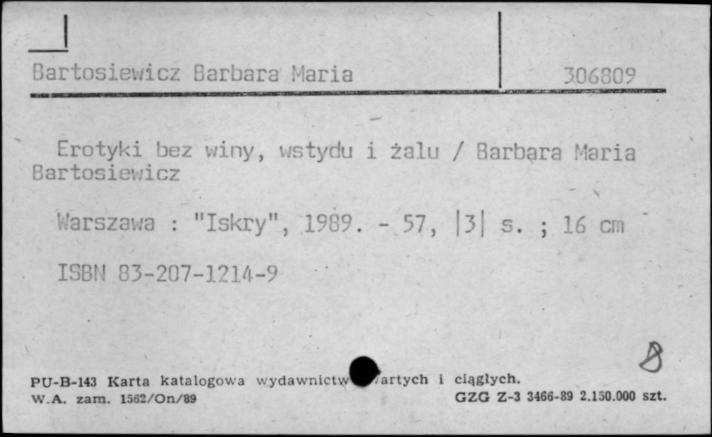 Bartosiewicz Barbara Maria 306809
Erotyki bez winy, wstydu i żalu / Barbara Maria
Bartosiewicz
Warszawa : "Iskry", 1989. - 57, |3| s. ; 16 cm
ISBN 83-207-1214-9
PU-B-143 Karta katalogowa wydawnictw artych i ciągłych.
W.A. zam. 1562/On/89 GZG Z-3 3466-89 2.150.000 szt.